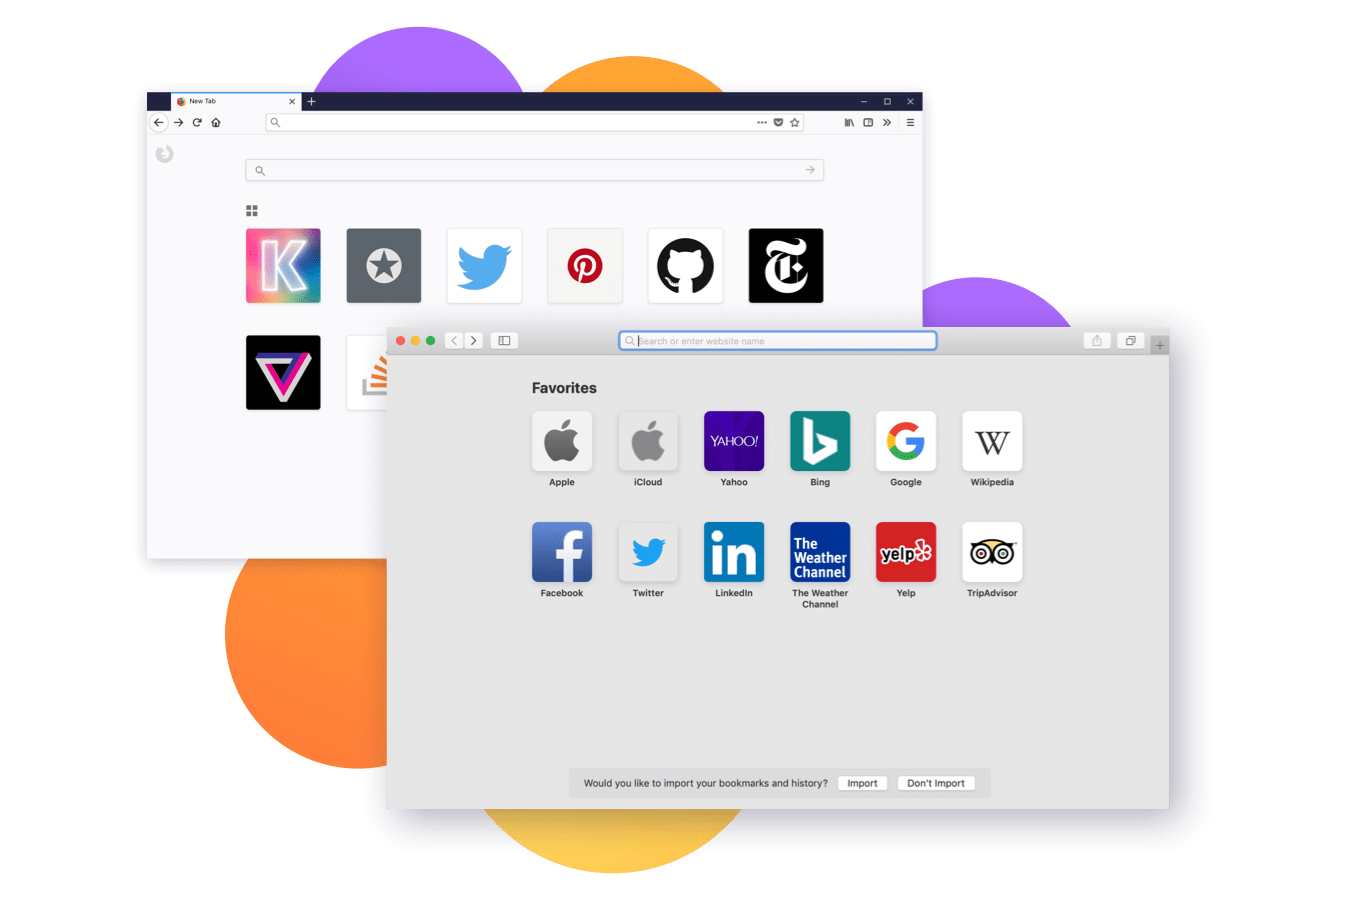 New Tab
Search or enter website name
Favorites
YAHOO!
W
Apple
iCloud
Yahoo
Bing
Google
Wikipedia
in
The
Weather
Channel
yelp
Facebook
Twitter
LinkedIn
The Weather
Channel
Yelp
TripAdvisor
Would you like to import your bookmarks and history?
Import
Don't Import